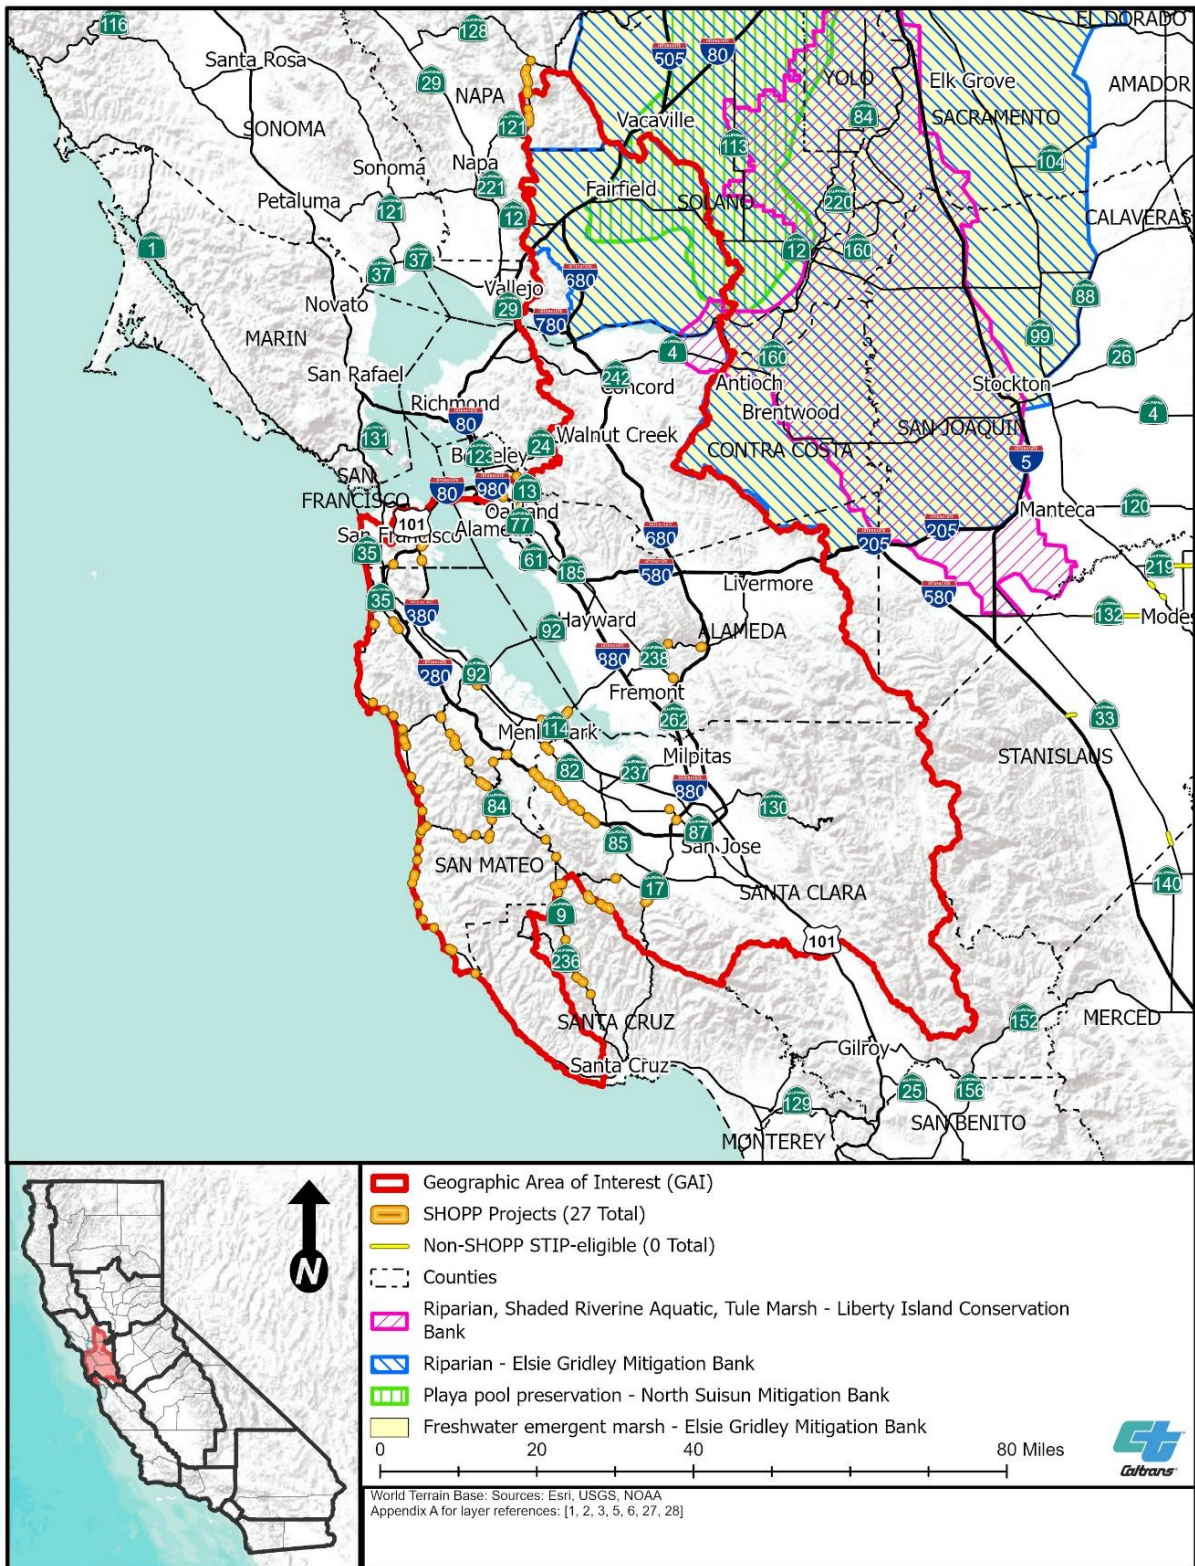 116
128
EL DORADO
Santa Rosa
505
80
29
YOLO
Elk Grove
AMADOR
NAPA
84
SACRAMENTO
SONOMA
121
Vacaville
113
104
Sonoma
Napa
221
Fairfield
SOLANO
220
Petaluma
121
12
CALAVERAS
1
37
37
12
160
680
88
Novato
Vallejo
29
780
99
MARIN
4
160
26
San Rafael
242
Concord
Antioch
Stockton
Richmond
80
Brentwood
4
131
24
Walnut Creek
SAN JOAQUIN
123
CONTRA COSTA
5
SAN
FRANCISCO
80
980
13
Oakland
101
Alame
77
Manteca
120
San Francisco
205
205
35
61
680
185
580
Livermore
219
580
35
380
Hayward
92
132
Modes
ALAMEDA
880
238
280
92
Fremont
262
33
114
Milpitas
STANISLAUS
82
237
880
84
130
87
85
San Jose
SAN MATEO
17
SANTA CLARA
140
9
101
236
152
MERCED
SANTA CRUZ
Gilroy
Santa Cruz
129
25
156
SAN BENITO
MONTEREY
N
Geographic Area of Interest (GAI)
SHOPP Projects (27 Total)
Non-SHOPP STIP-eligible (0 Total)
Counties
Riparian, Shaded Riverine Aquatic, Tule Marsh - Liberty Island Conservation
Bank
Riparian - Elsie Gridley Mitigation Bank
Playa pool preservation - North Suisun Mitigation Bank
Freshwater emergent marsh - Elsie Gridley Mitigation Bank
0 20 40 80 Miles
Caltrans
World Terrain Base: Sources: Esri, USGS, NOAA
Appendix A for layer references: [1, 2, 3, 5, 6, 27, 28]